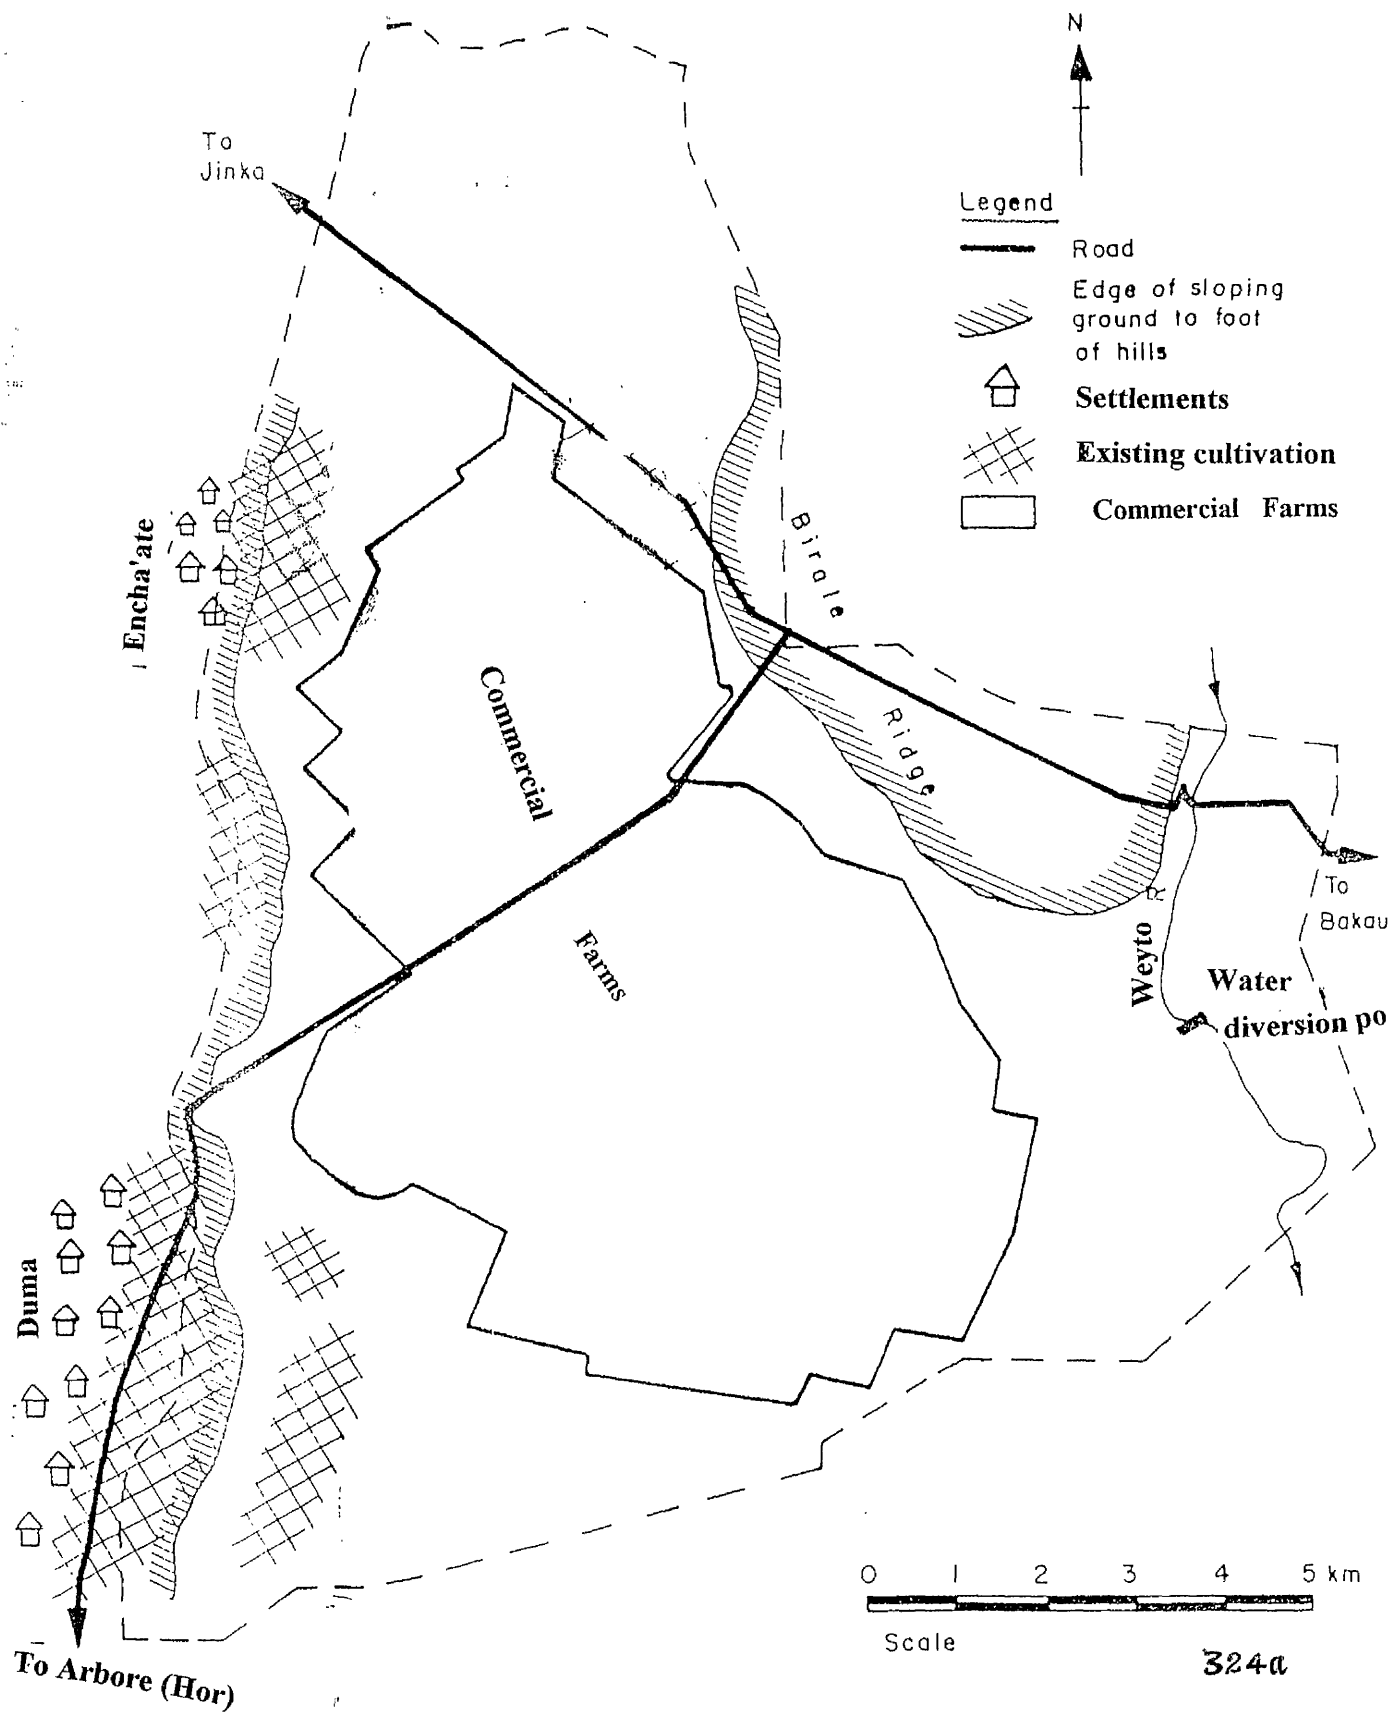 N
To
Jinka
Legend
Road
Edge of sloping
ground to foot
of hills
Settlements
Existing cultivation
Commercial Farms
Encha'ate
Birale
Ridge
Commercial
Farms
To
Bakau
Weyto R
Water
diversion po
Duma
0 1 2 3 4 5 km
Scale
324a
To Arbore (Hor)